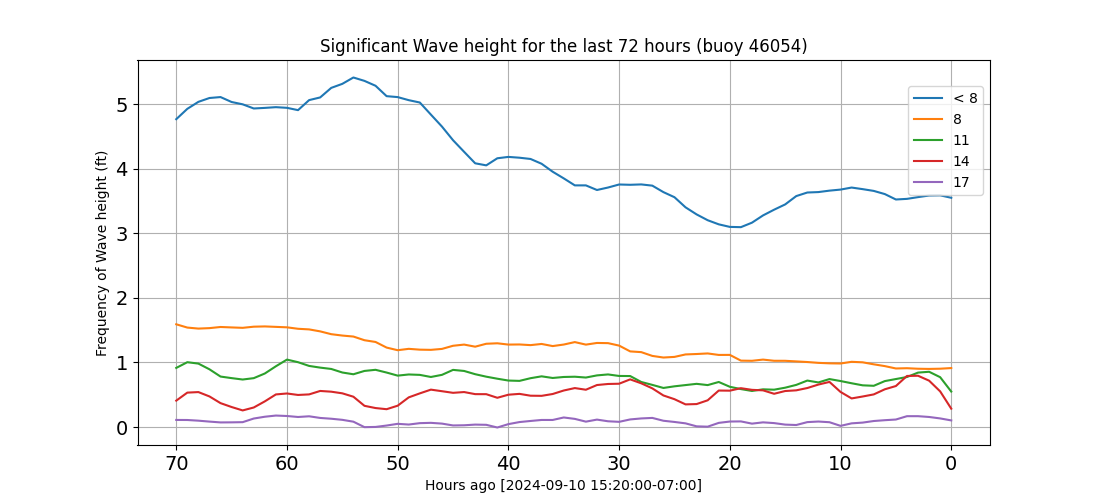 Significant Wave height for the last 72 hours (buoy 46054)
Frequency of Wave height (ft)
5
4
3
2
1
0
< 8
8
11
14
17
70 60 50 40 30 20 10 0
Hours ago [2024-09-10 15:20:00-07:00]